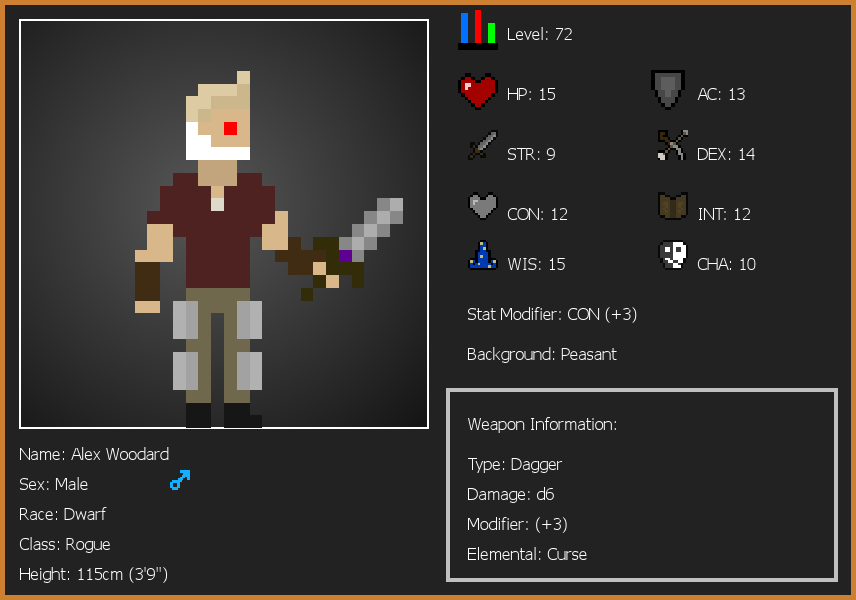 Level: 72
HP: 15
AC: 13
STR: 9
DEX: 14
CON: 12
INT: 12
WIS: 15
CHA: 10
Stat Modifier: CON (+3)
Background: Peasant
Weapon Information:
Type: Dagger
Damage: d6
Modifier: (+3)
Elemental: Curse
Name: Alex Woodard
Sex: Male
Race: Dwarf
Class: Rogue
Height: 115cm (3'9")